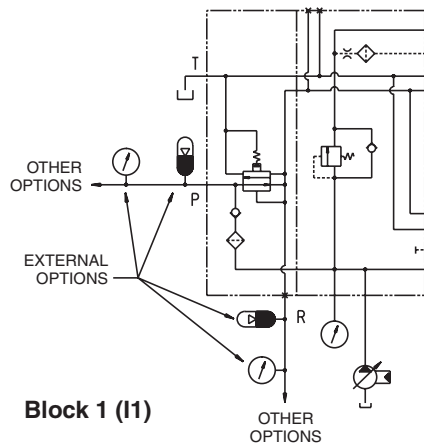 T
OTHER
OPTIONS
P
EXTERNAL
OPTIONS
R
Block 1 (I1)
OTHER
OPTIONS